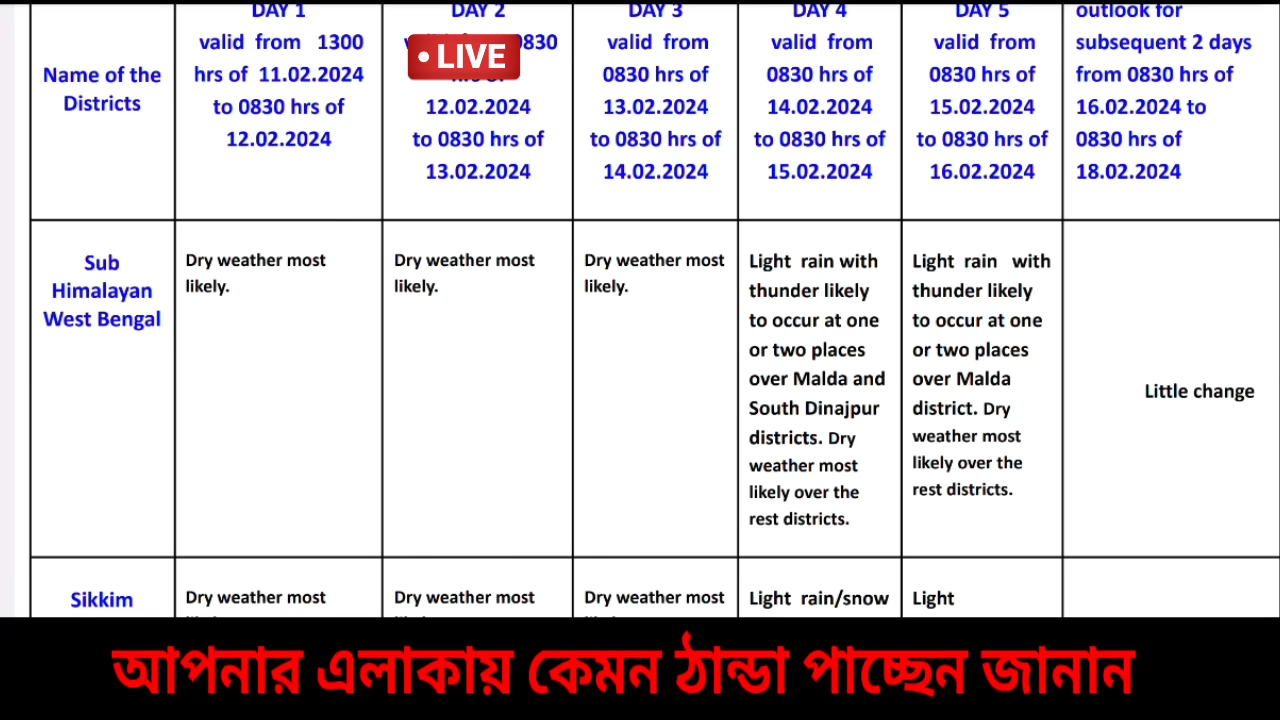 Name of the
Districts
DAY 1
valid from 1300
hrs of 11.02.2024
to 0830 hrs of
12.02.2024
DAY 2
0830
12.02.2024
to 0830 hrs of
13.02.2024
DAY 3
valid from
0830 hrs of
13.02.2024
to 0830 hrs of
14.02.2024
DAY 4
valid from
0830 hrs of
14.02.2024
to 0830 hrs of
15.02.2024
DAY 5
valid from
0830 hrs of
15.02.2024
to 0830 hrs of
16.02.2024
outlook for
subsequent 2 days
from 0830 hrs of
16.02.2024 to
0830 hrs of
18.02.2024
• LIVE
Sub
Himalayan
West Bengal
Dry weather most
likely.
Dry weather most
likely.
Dry weather most
likely.
Light rain with
thunder likely
to occur at one
or two places
over Malda and
South Dinajpur
districts. Dry
weather most
likely over the
rest districts.
Light rain with
thunder likely
to occur at one
or two places
over Malda
district. Dry
weather most
likely over the
rest districts.
Little change
Sikkim
Dry weather most
Dry weather most
Dry weather most
Light rain/snow
Light
আপনার এলাকায় কেমন ঠান্ডা পাচ্ছেন জানান